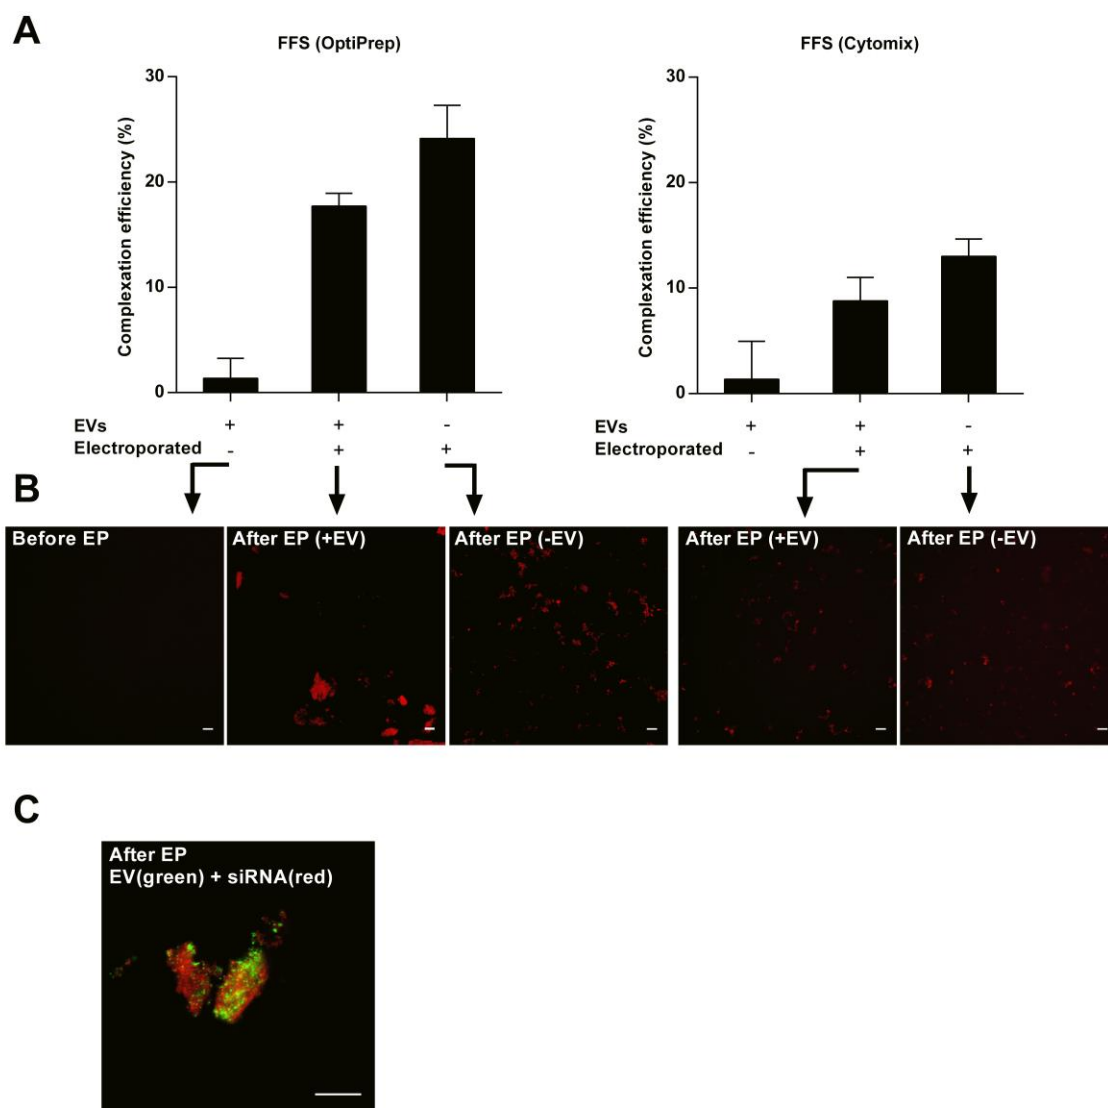 A
FFS (OptiPrep)
FFS (Cytomix)
Complexation efficiency (%)
30
20
10
0
Complexation efficiency (%)
30
20
10
0
EVs + + -
Electroporated - + +
EVs + + -
Electroporated - + +
B
Before EP
After EP (+EV)
After EP (-EV)
After EP (+EV)
After EP (-EV)
C
After EP
EV(green) + siRNA(red)